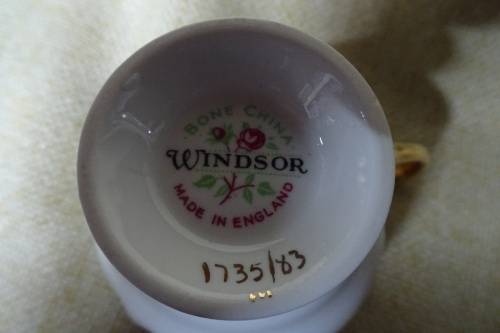 BONE CHINA
WINDSOR
MADE IN ENGLAND
1735/83